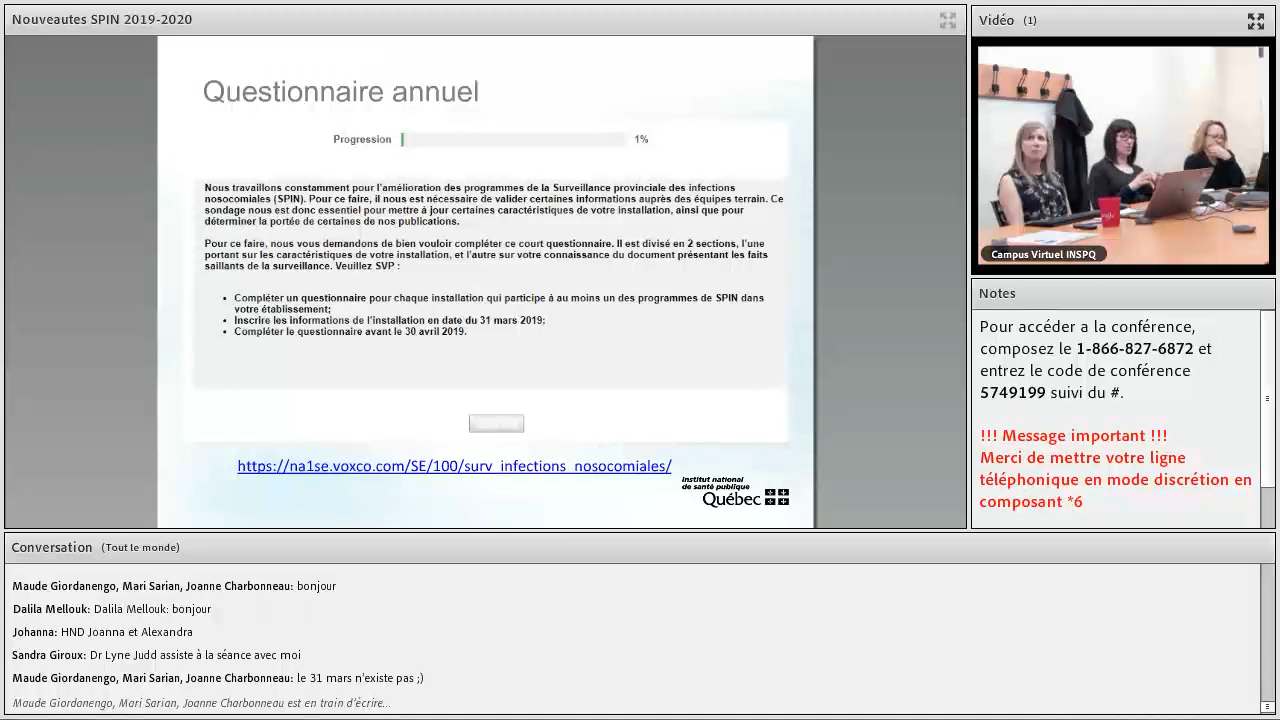 Nouveautes SPIN 2019-2020
Questionnaire annuel
Progression 1%
Nous travaillons constamment pour l'amélioration des programmes de la Surveillance provinciale des infections
nosocomiales (SPIN). Pour ce faire, il nous est nécessaire de valider certaines informations auprès des équipes terrain. Ce
sondage nous est donc essentiel pour mettre à jour certaines caractéristiques de votre installation, ainsi que pour
déterminer la portée de certaines de nos publications.
Pour ce faire, nous vous demandons de bien vouloir compléter ce court questionnaire. Il est divisé en 2 sections, l'une
portant sur les caractéristiques de votre installation, et l'autre sur votre connaissance du document présentant les faits
saillants de la surveillance. Veuillez SVP :
• Compléter un questionnaire pour chaque installation qui participe à au moins un des programmes de SPIN dans
votre établissement;
• Inscrire les informations de l'installation en date du 31 mars 2019;
• Compléter le questionnaire avant le 30 avril 2019.
https://na1se.voxco.com/SE/100/surv_infections_nosocomiales/
Institut national
de santé publique
Québec
Vidéo (1)
Campus Virtuel INSPQ
Notes
Pour accéder a la conférence,
composez le 1-866-827-6872 et
entrez le code de conférence
5749199 suivi du #.
!!! Message important !!!
Merci de mettre votre ligne
téléphonique en mode discrétion en
composant *6
Conversation (Tout le monde)
Maude Giordanengo, Mari Sarian, Joanne Charbonneau: bonjour
Dalila Mellouk: Dalila Mellouk: bonjour
Johanna: HND Joanna et Alexandra
Sandra Giroux: Dr Lyne Judd assiste à la séance avec moi
Maude Giordanengo, Mari Sarian, Joanne Charbonneau: le 31 mars n'existe pas ;)
Maude Giordanengo, Mari Sarian, Joanne Charbonneau est en train d'écrire...